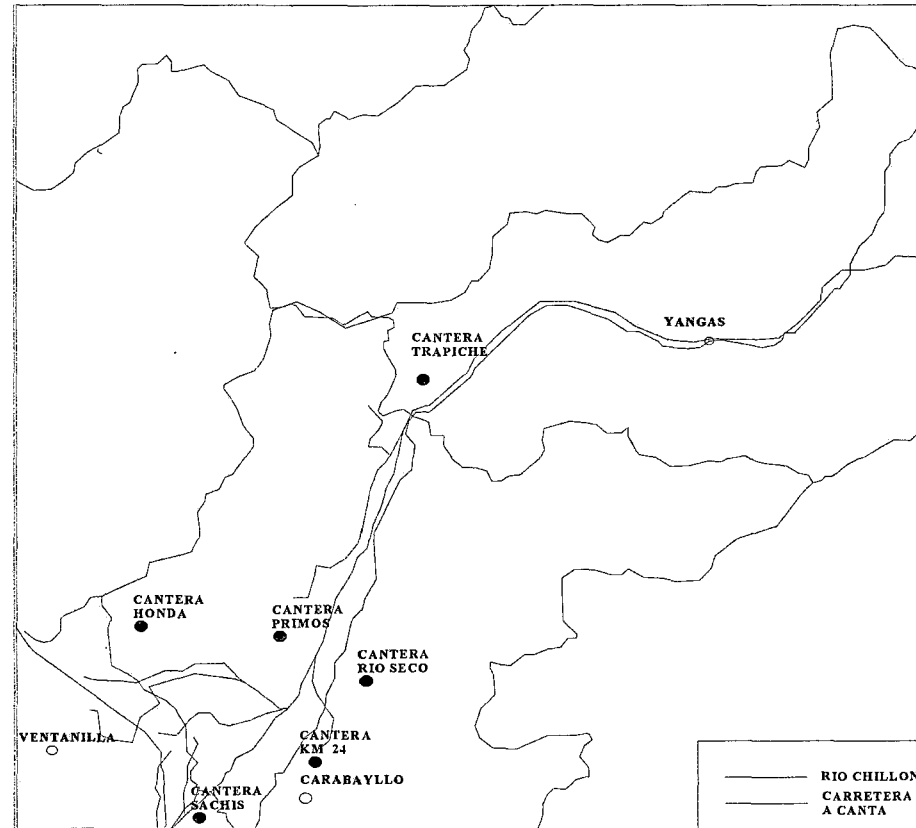 YANGAS
CANTERA
TRAPICHE
CANTERA
HONDA
CANTERA
PRIMOS
CANTERA
RIO SECO
VENTANILLA
CANTERA
KM 24
CARABAYLLO
CANTERA
SACHIS
RIO CHILLON
CARRETERA
A CANTA